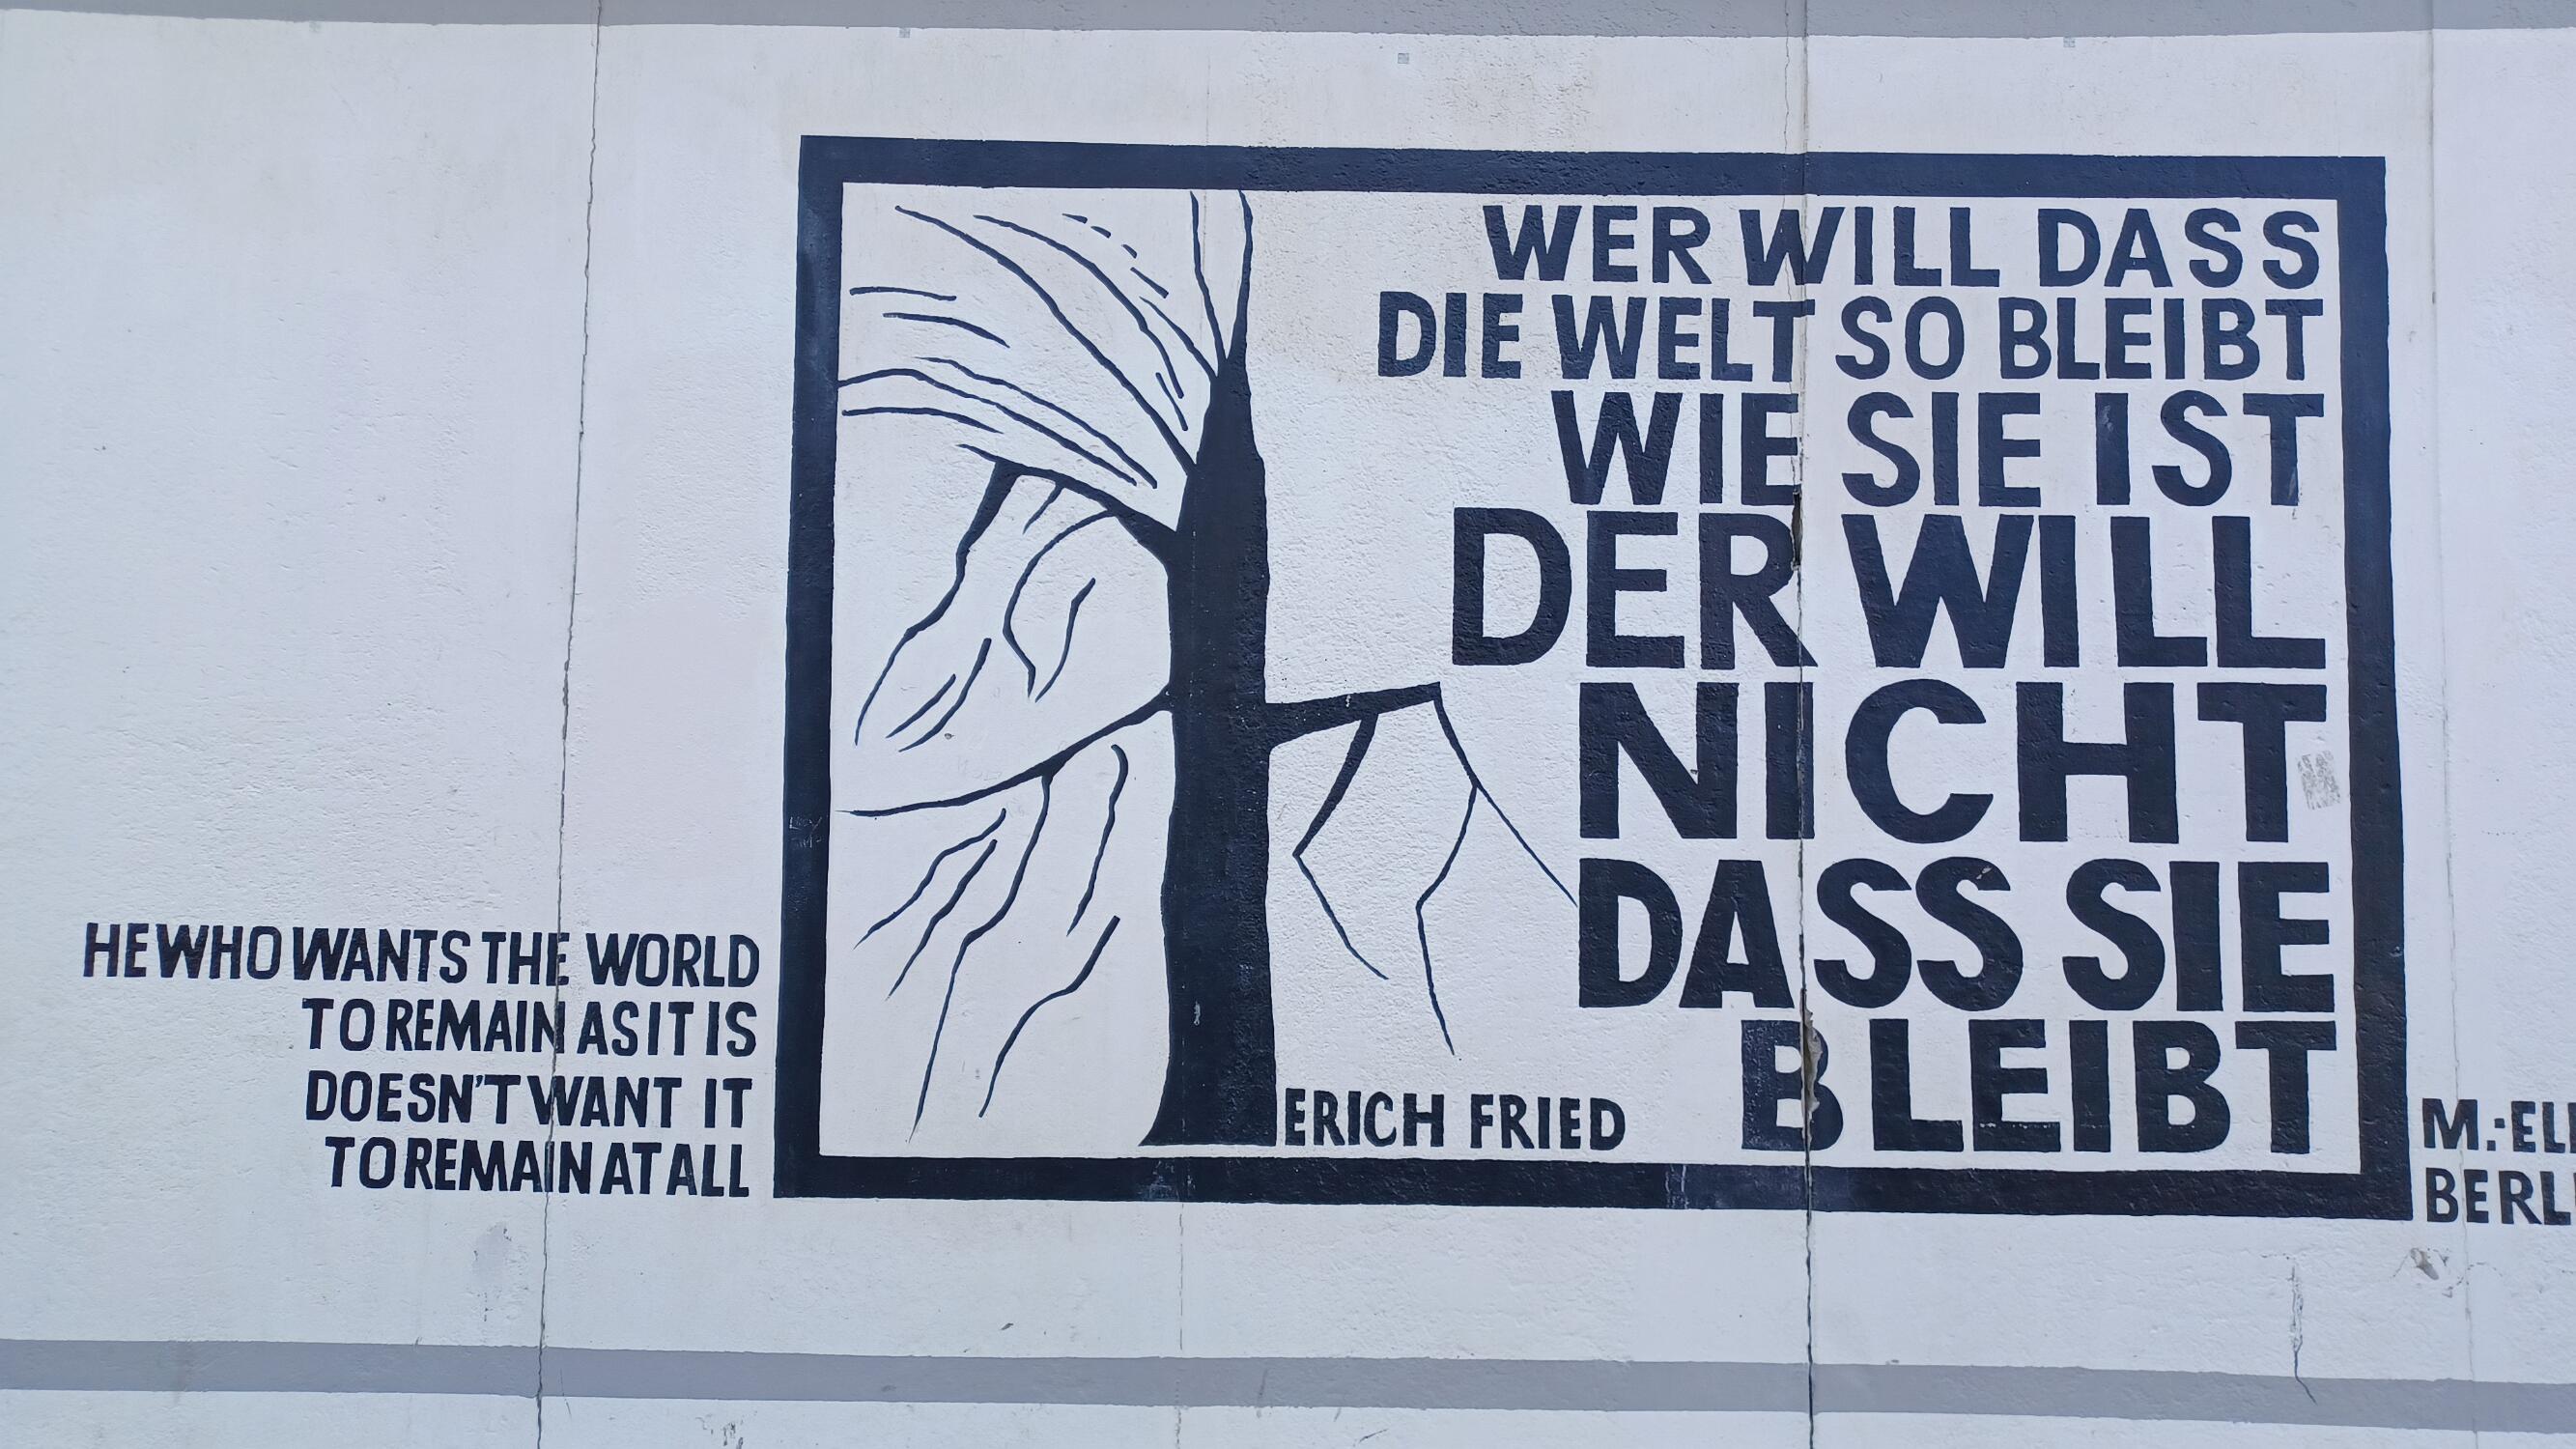 WER WILL DASS
DIE WELT SO BLEIBT
WIE SIE IST
DER WILL
NICHT
DASS SIE
BLEIBT
ERICH FRIED
HE WHO WANTS THE WORLD
TO REMAIN AS IT IS
DOESN'T WANT IT
TO REMAIN AT ALL